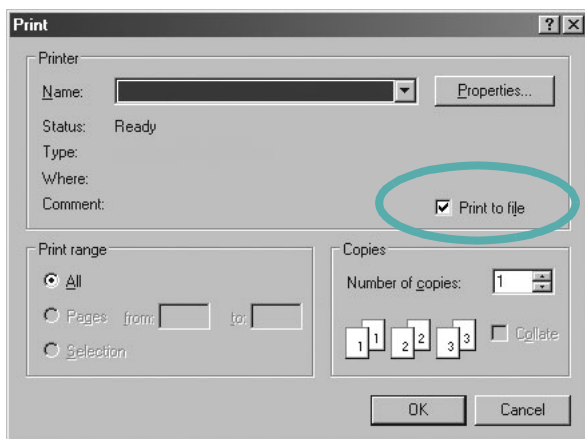 Print
Printer
Name:
Properties...
Status: Ready
Type:
Where:
Comment:
Print to file
Print range
All
Pages from: to:
Selection
Copies
Number of copies: 1
1 1 2 2 3 3
Collate
OK Cancel